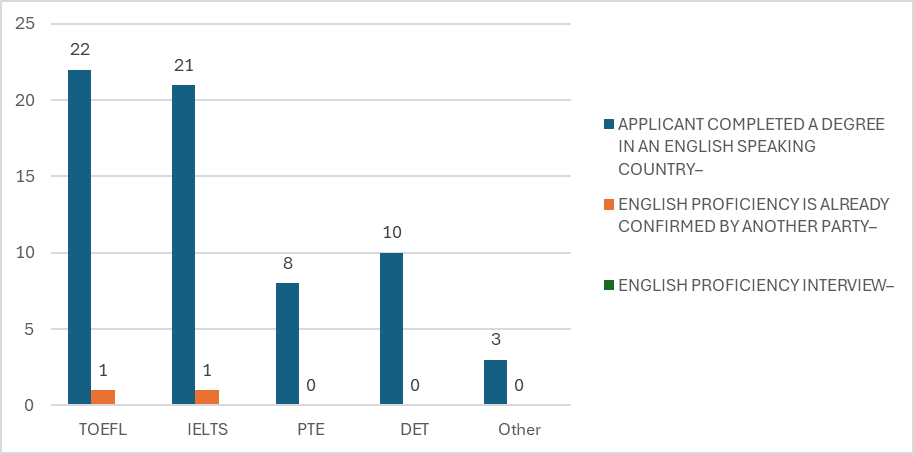 25
20
15
10
5
0
22
1
21
1
8
0
10
0
3
0
TOEFL
IELTS
PTE
DET
Other
APPLICANT COMPLETED A DEGREE
IN AN ENGLISH SPEAKING
COUNTRY–
ENGLISH PROFICIENCY IS ALREADY
CONFIRMED BY ANOTHER PARTY–
ENGLISH PROFICIENCY INTERVIEW–